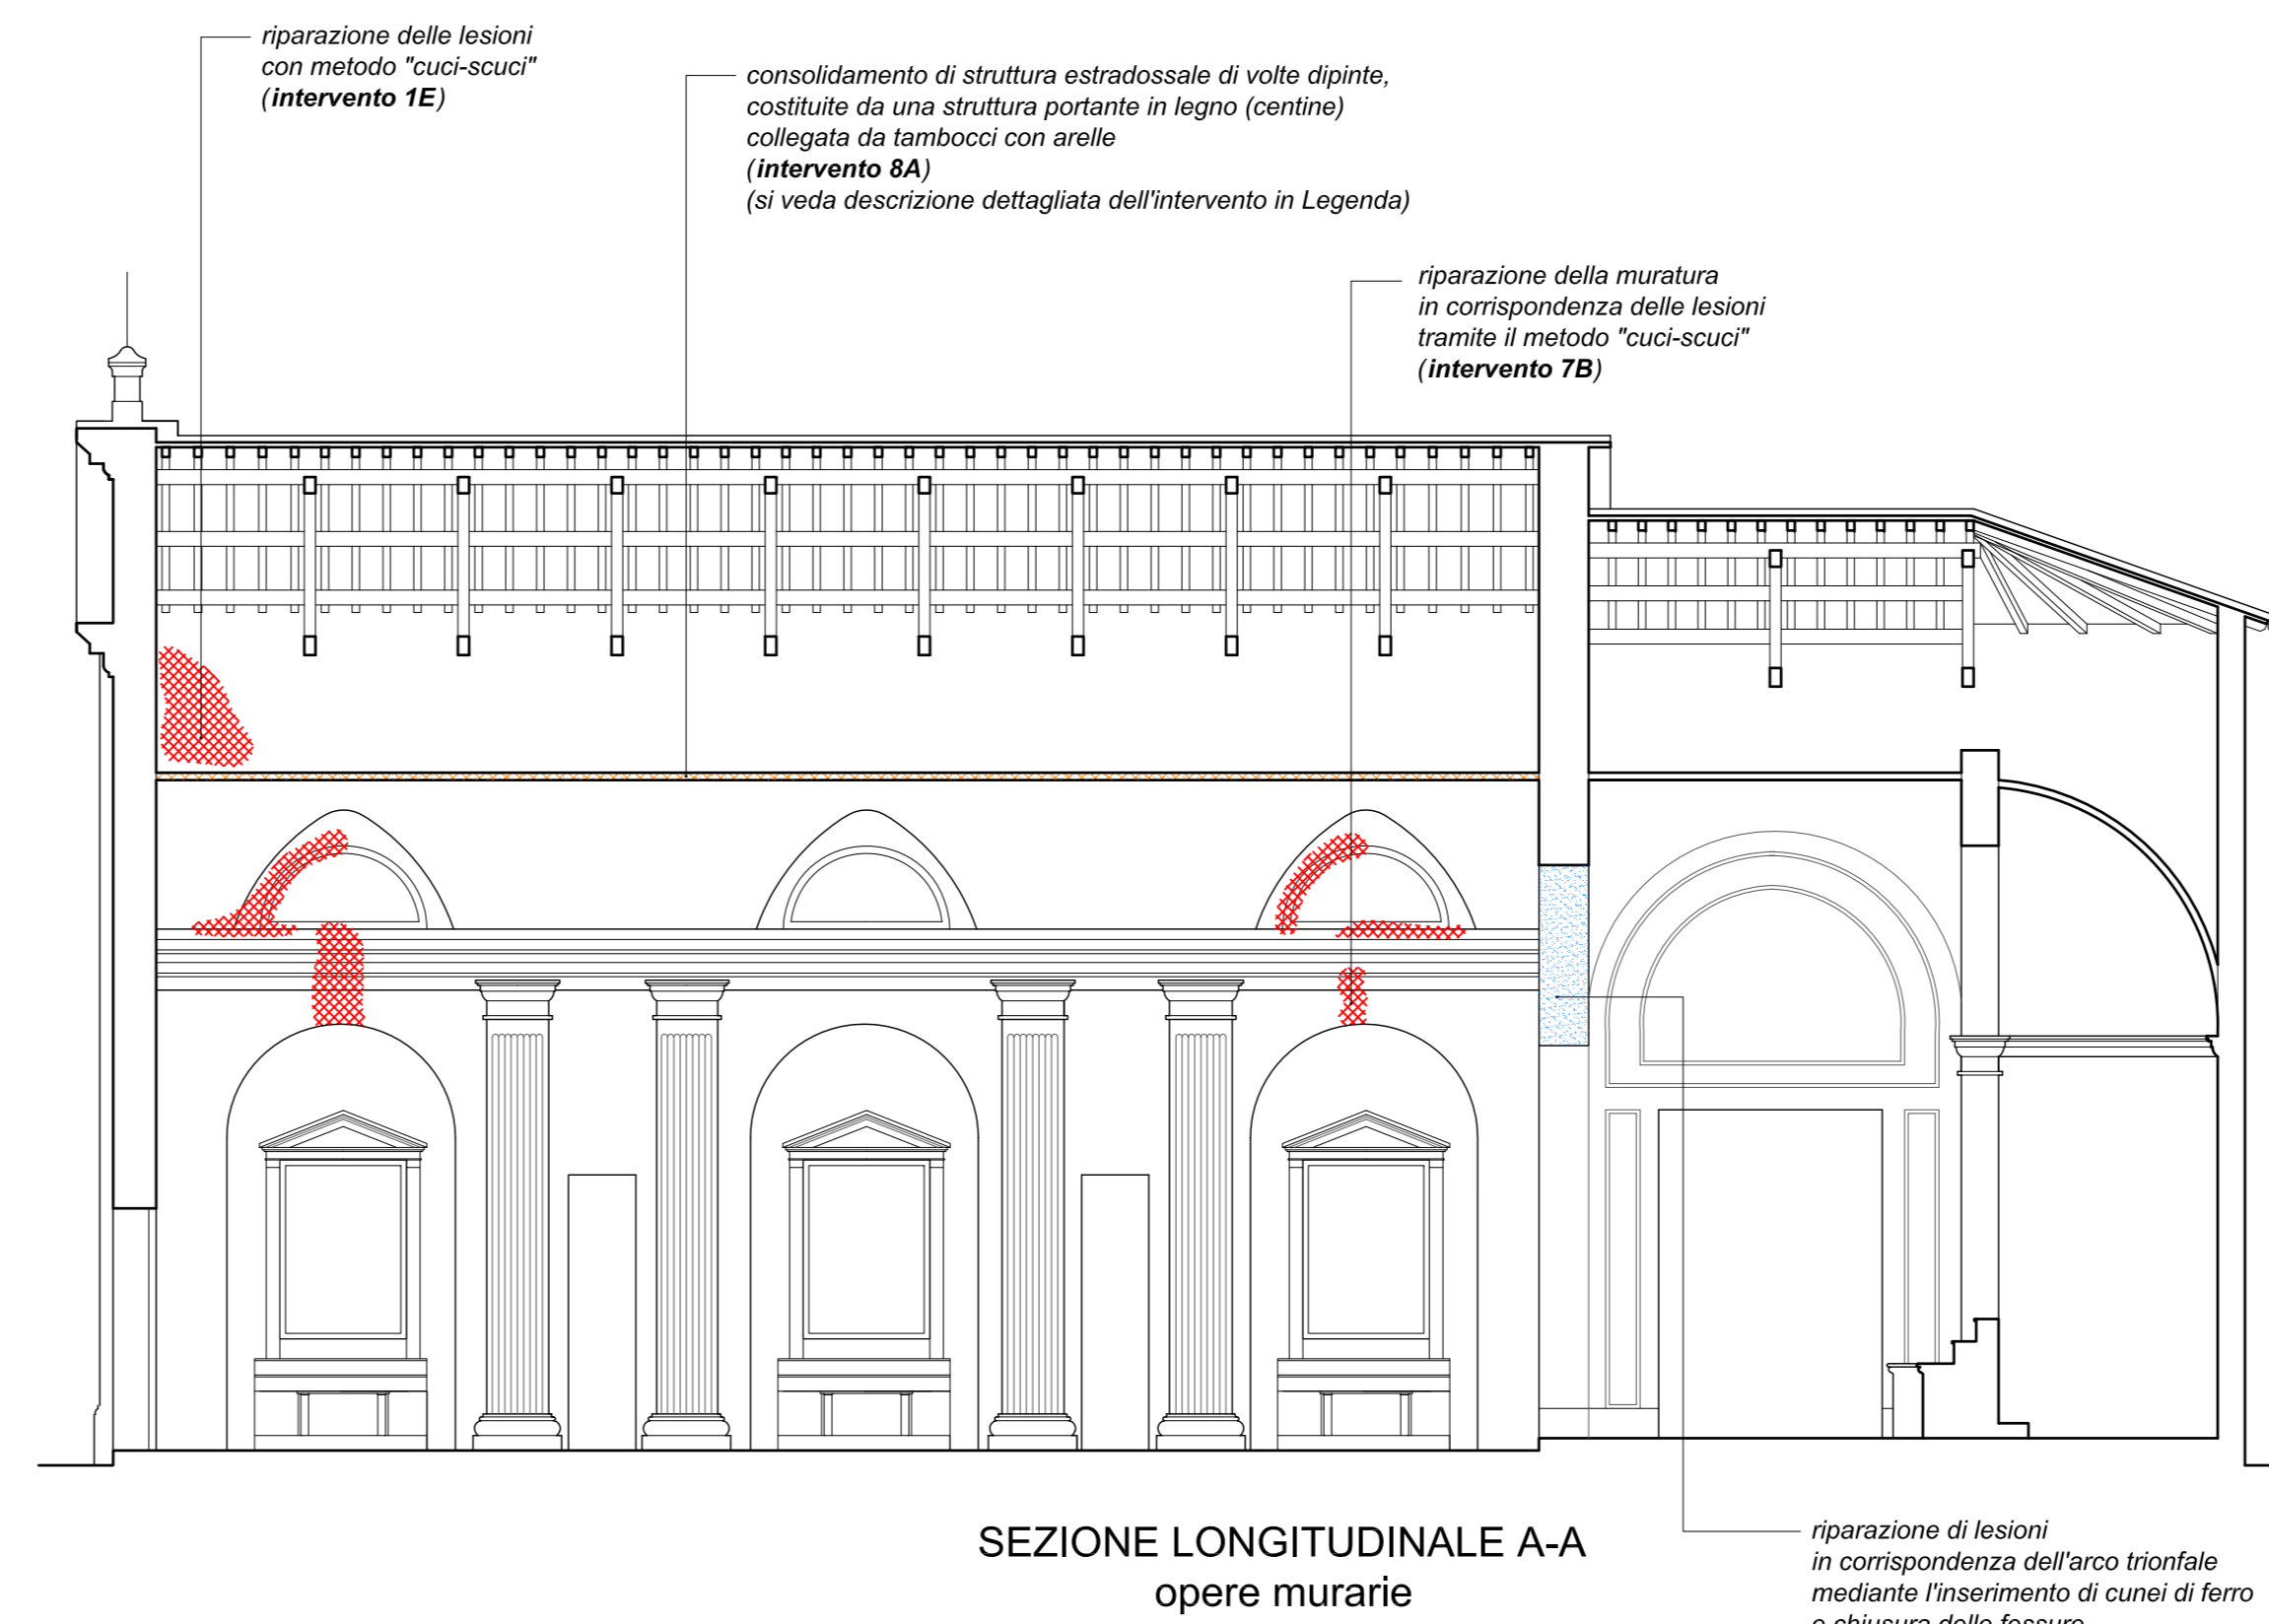 riparazione delle lesioni
con metodo "cuci-scuci"
(intervento 1E)
consolidamento di struttura estradossale di volte dipinte,
costituite da una struttura portante in legno (centine)
collegata da tambocci con arelle
(intervento 8A)
(si veda descrizione dettagliata dell'intervento in Legenda)
riparazione della muratura
in corrispondenza delle lesioni
tramite il metodo "cuci-scuci"
(intervento 7B)
SEZIONE LONGITUDINALE A-A
opere murarie
riparazione di lesioni
in corrispondenza dell'arco trionfale
mediante l'inserimento di cunei di ferro
e chiusura delle fessure